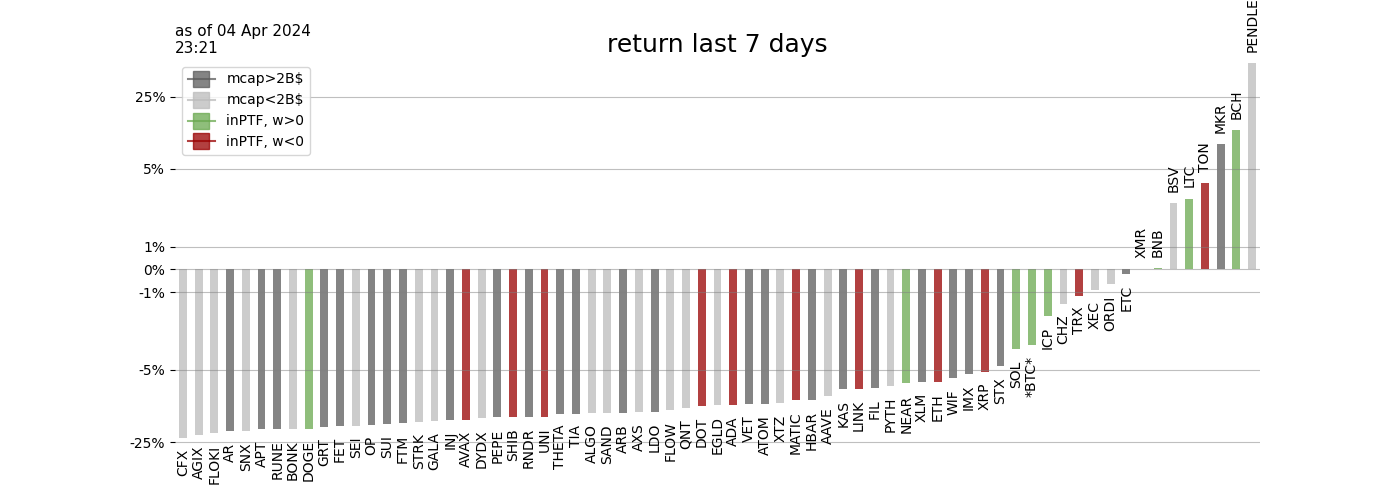 as of 04 Apr 2024
23:21
return last 7 days
mcap>2B$
mcap<2B$
inPTF, w>0
inPTF, w<0
25%
5%
1%
0%
-1%
-5%
-25%
CFX
AGIX
FLOKI
AR
SNX
APT
RUNE
BONK
DOGE
GRT
FET
SEI
OP
SUI
FTM
STRK
GALA
INJ
AVAX
DYDX
PEPE
SHIB
RNDR
UNI
THETA
TIA
ALGO
SAND
ARB
AXS
LDO
FLOW
QNT
DOT
EGLD
ADA
VET
ATOM
XTZ
MATIC
HBAR
AAVE
KAS
LINK
FIL
PYTH
NEAR
XLM
ETH
WIF
IMX
XRP
STX
SOL
*BTC*
ICP
CHZ
TRX
XEC
ORDI
ETC
XMR
BNB
BSV
LTC
TON
MKR
BCH
PENDLE